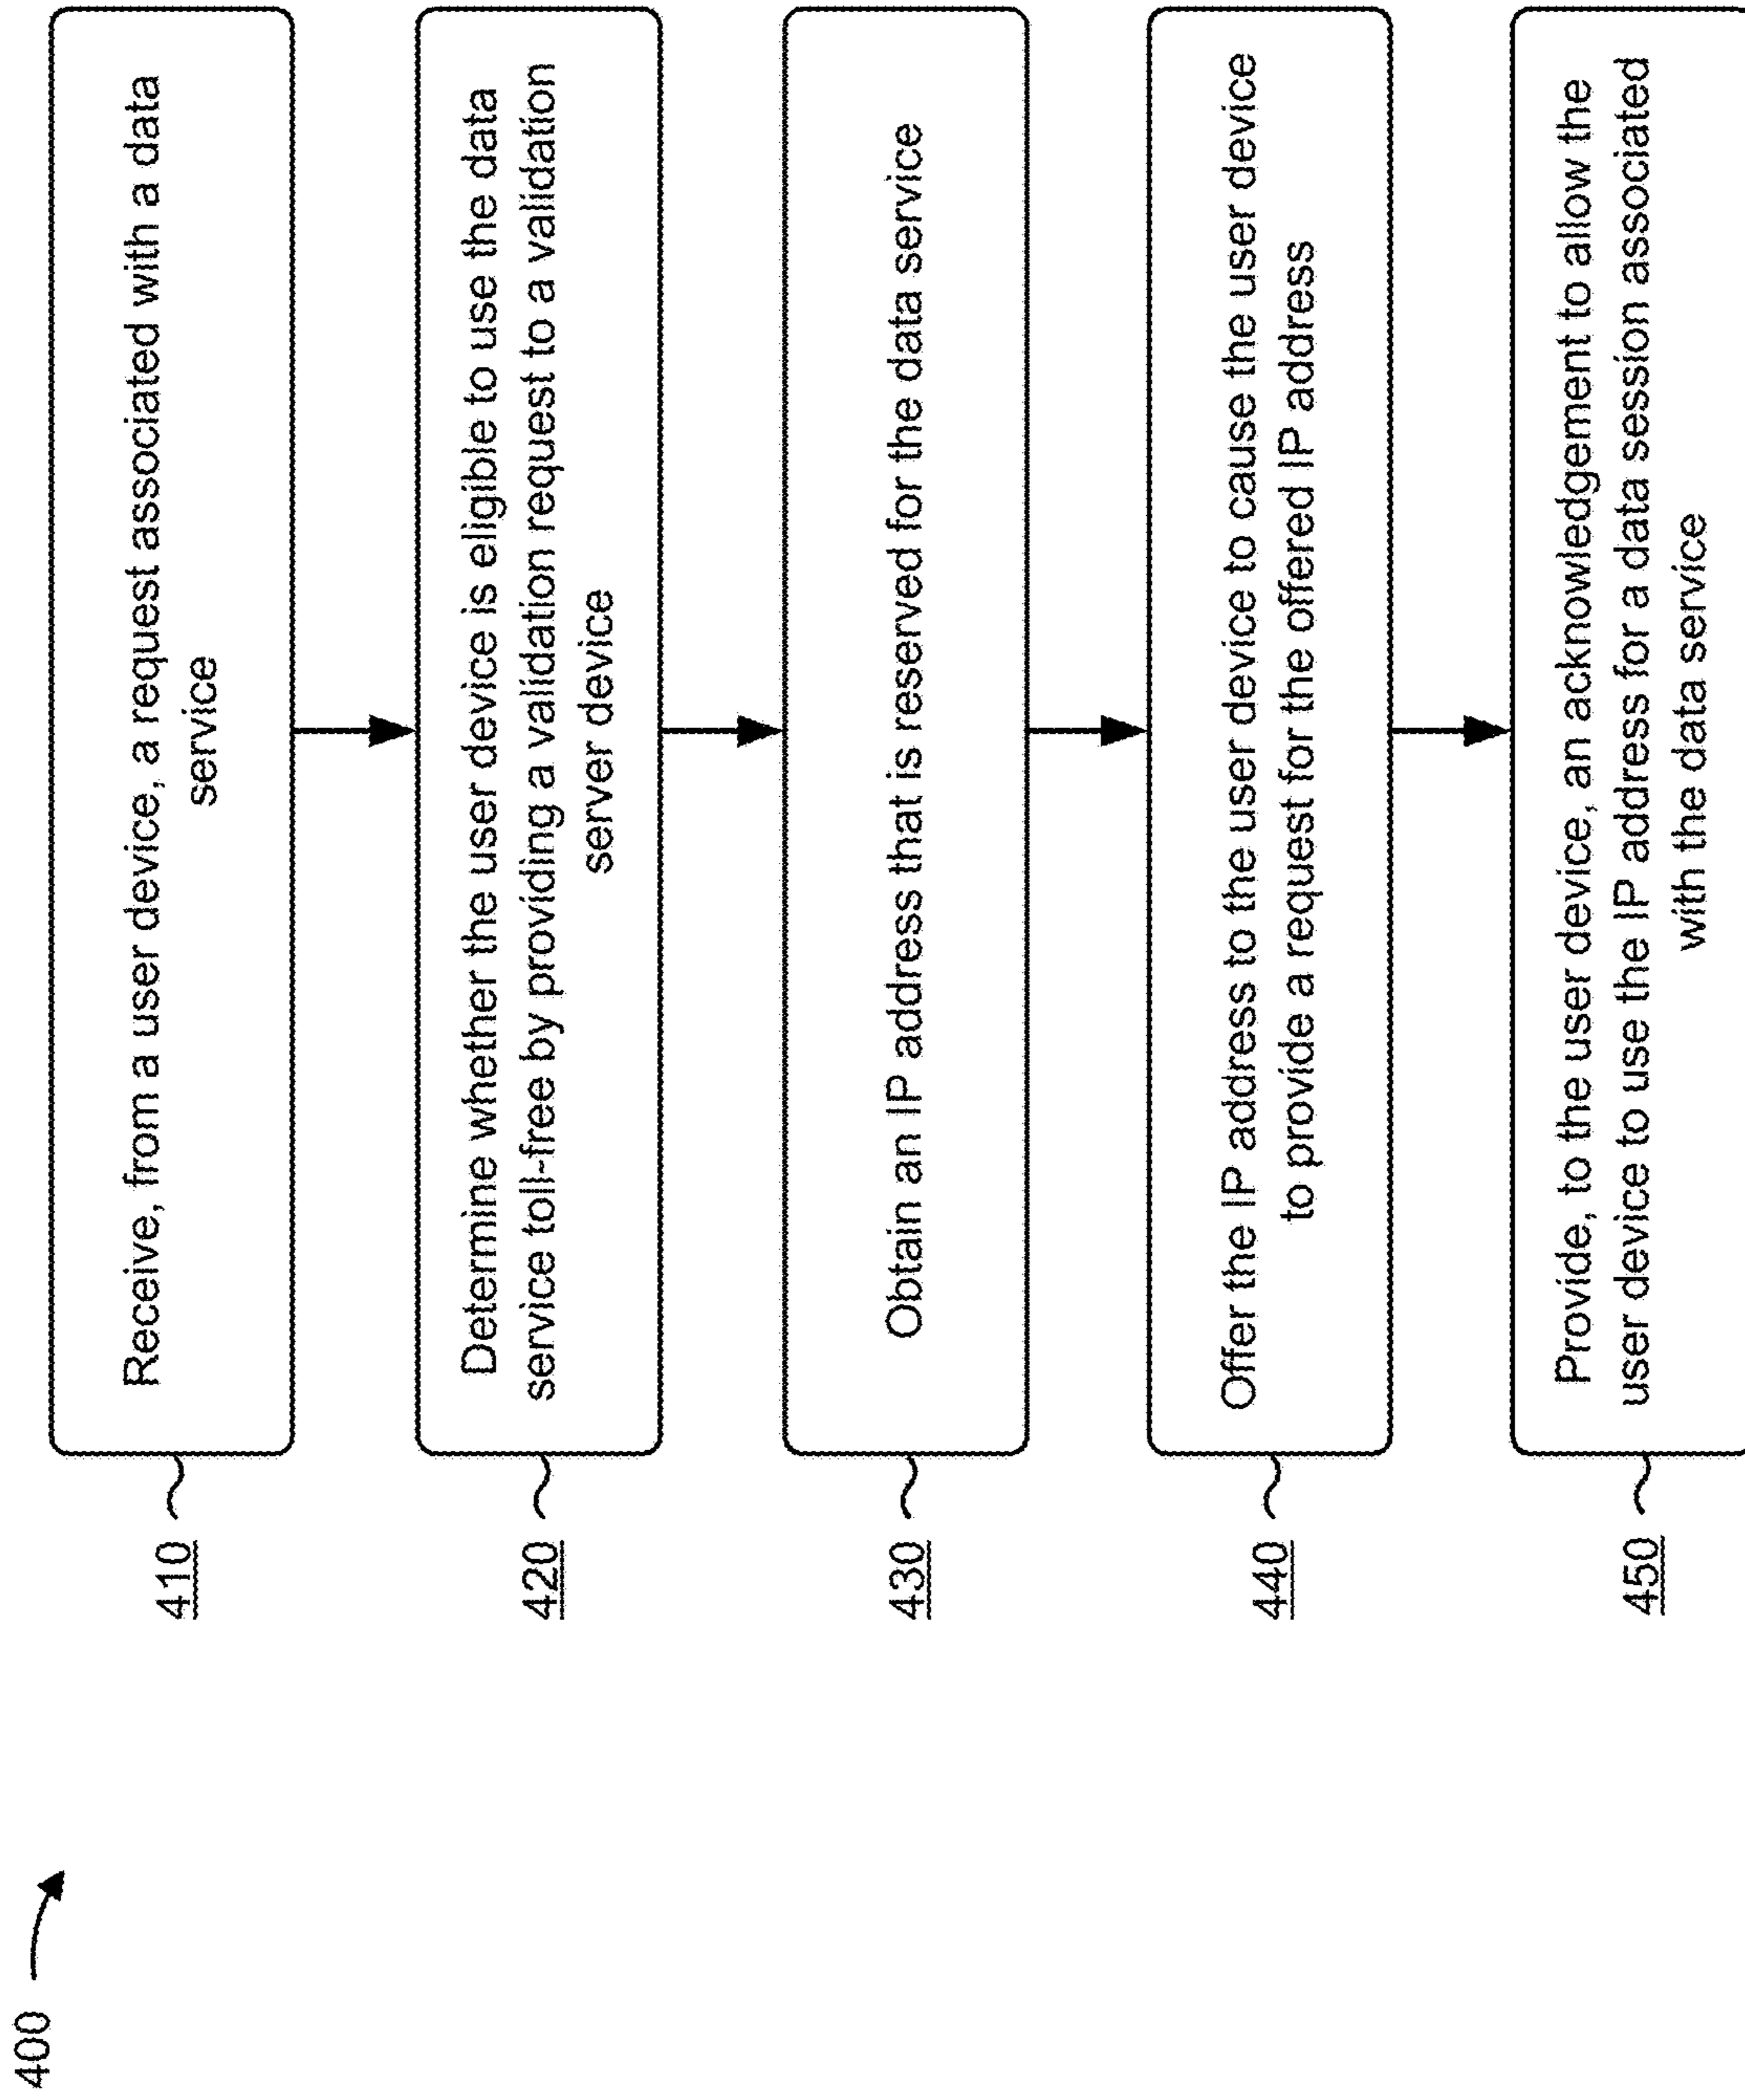 400
410
Receive, from a user device, a request associated with a data
service
420
Determine whether the user device is eligible to use the data
service toll-free by providing a validation request to a validation
server device
430
Obtain an IP address that is reserved for the data service
440
Offer the IP address to the user device to cause the user device
to provide a request for the offered IP address
450
Provide, to the user device, an acknowledgement to allow the
user device to use the IP address for a data session associated
with the data service